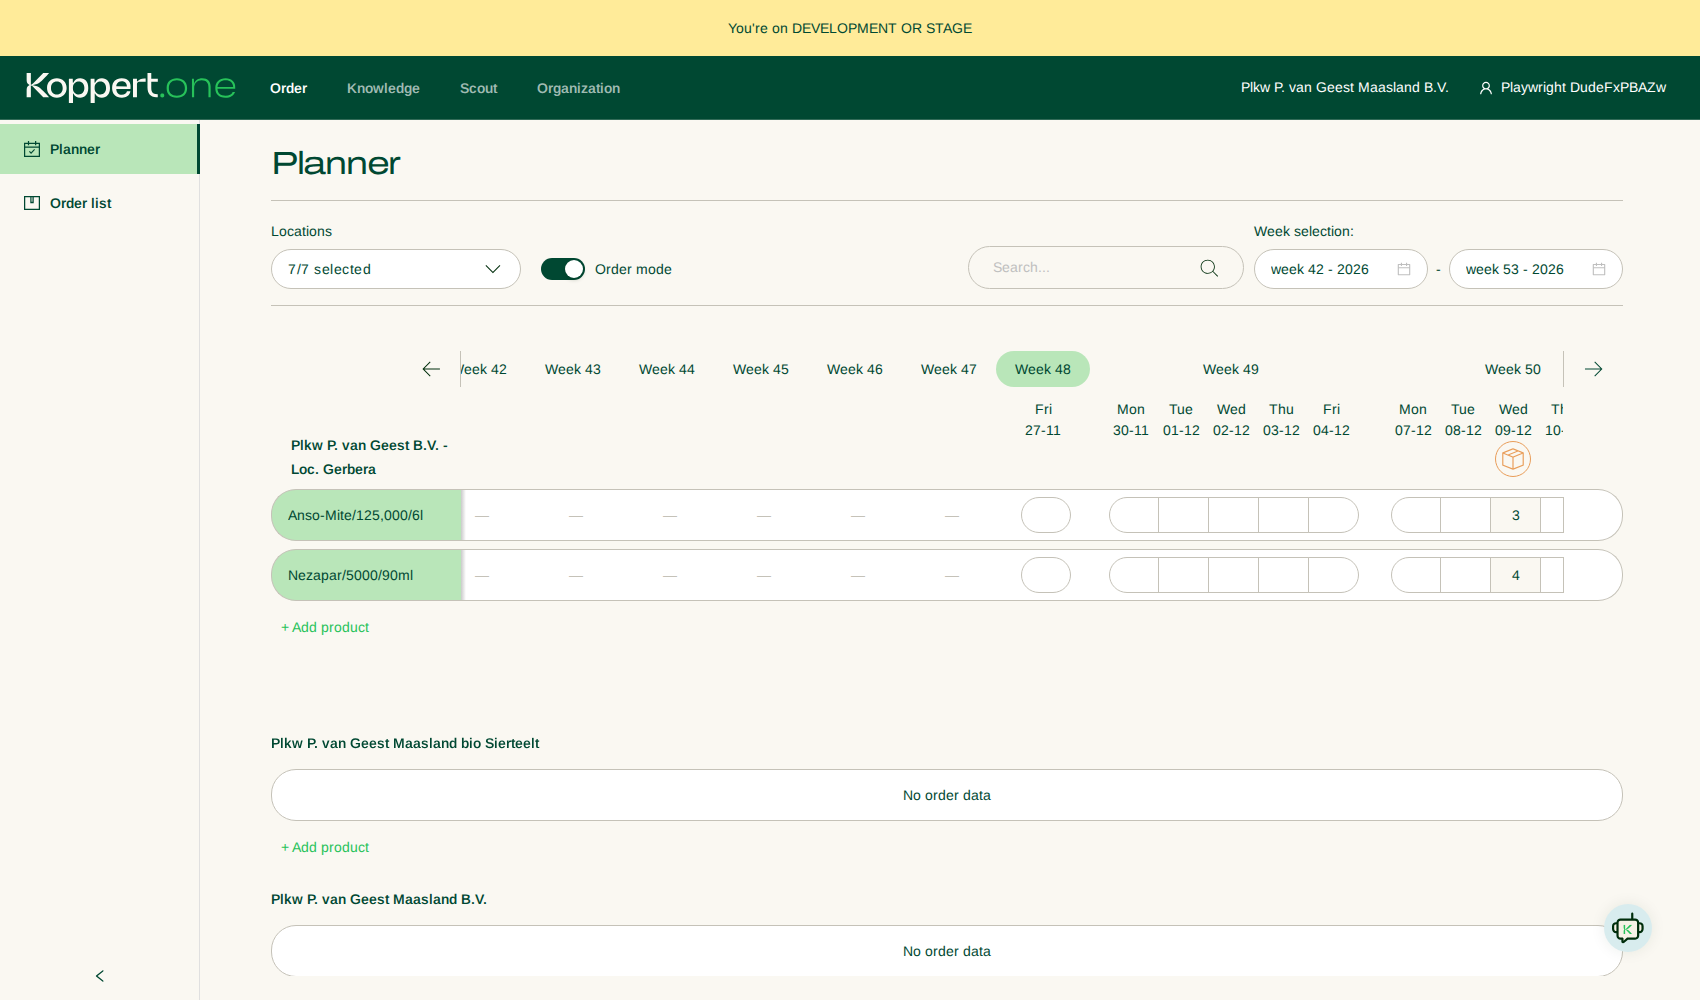 You're on DEVELOPMENT OR STAGE
Koppert.one
Order
Knowledge
Scout
Organization
Plkw P. van Geest Maasland B.V.
Playwright DudeFxPBAZw
Planner
Order list
Planner
Locations
7/7 selected
Order mode
Search...
Week selection:
week 42 - 2026
-
week 53 - 2026
Week 42
Week 43
Week 44
Week 45
Week 46
Week 47
Week 48
Week 49
Week 50
Fri
27-11
Mon
30-11
Tue
01-12
Wed
02-12
Thu
03-12
Fri
04-12
Mon
07-12
Tue
08-12
Wed
09-12
Th
10-
Plkw P. van Geest B.V. -
Loc. Gerbera
Anso-Mite/125,000/6l
— — — — — —
3
Nezapar/5000/90ml
— — — — — —
4
+ Add product
Plkw P. van Geest Maasland bio Sierteelt
No order data
+ Add product
Plkw P. van Geest Maasland B.V.
No order data